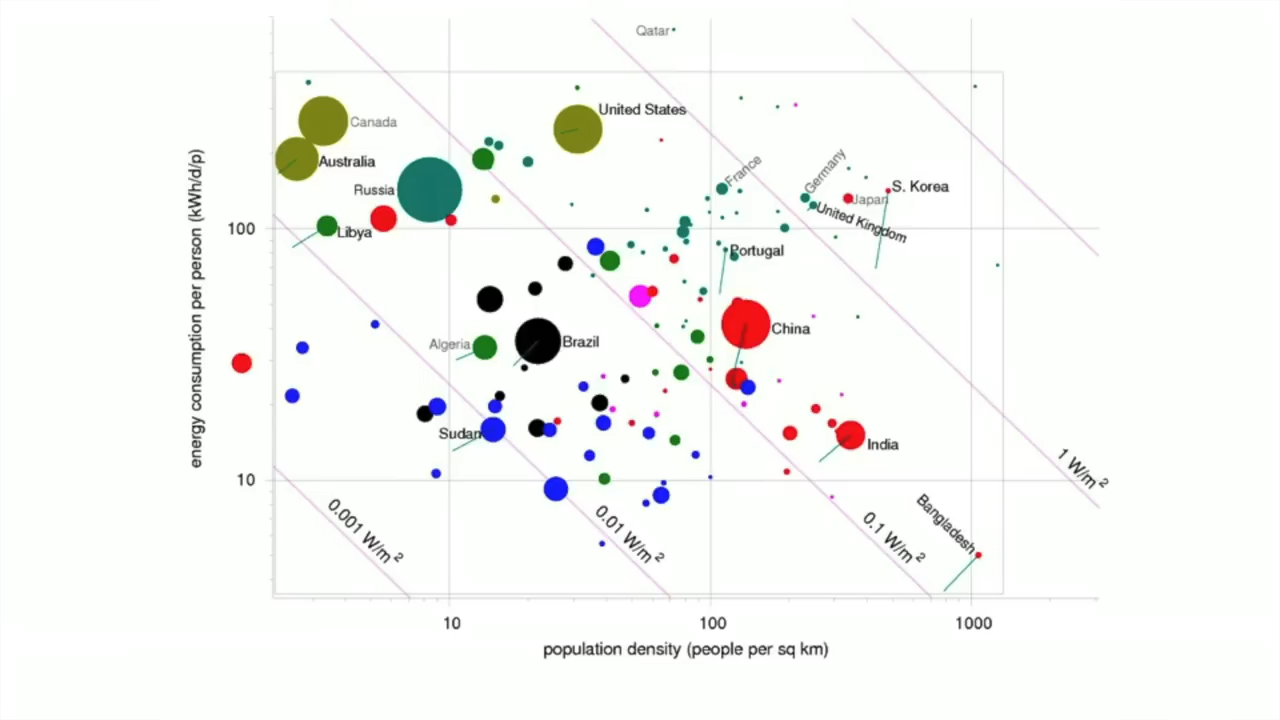 Qatar
United States
Canada
Australia
Russia
Libya
France
Germany
S. Korea
Japan
United Kingdom
Portugal
100
China
Algeria
Brazil
Sudan
India
10
Bangladesh
0.001 W/m 2
0.01 W/m 2
0.1 W/m 2
1 W/m 2
energy consumption per person (kWh/d/p)
10
100
1000
population density (people per sq km)